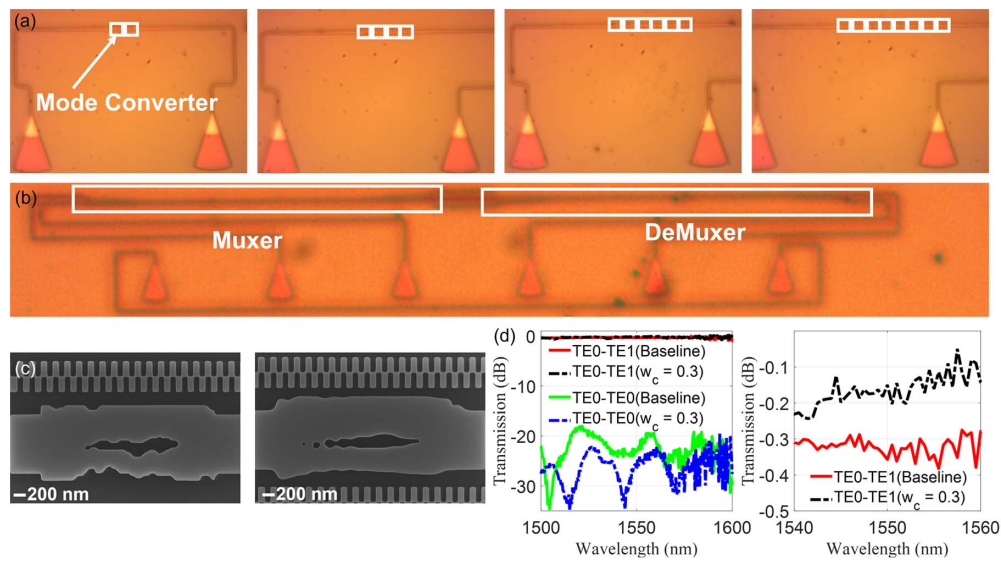 (a)
Mode Converter
(b)
Muxer
DeMuxer
(c)
200 nm
200 nm
(d)
Transmission (dB)
0
-10
-20
-30
TE0-TE1(Baseline)
TE0-TE1(w_c = 0.3)
TE0-TE0(Baseline)
TE0-TE0(w_c = 0.3)
1500 1550 1600
Wavelength (nm)
Transmission (dB)
-0.1
-0.2
-0.3
-0.4
-0.5
TE0-TE1(Baseline)
TE0-TE1(w_c = 0.3)
1540 1550 1560
Wavelength (nm)